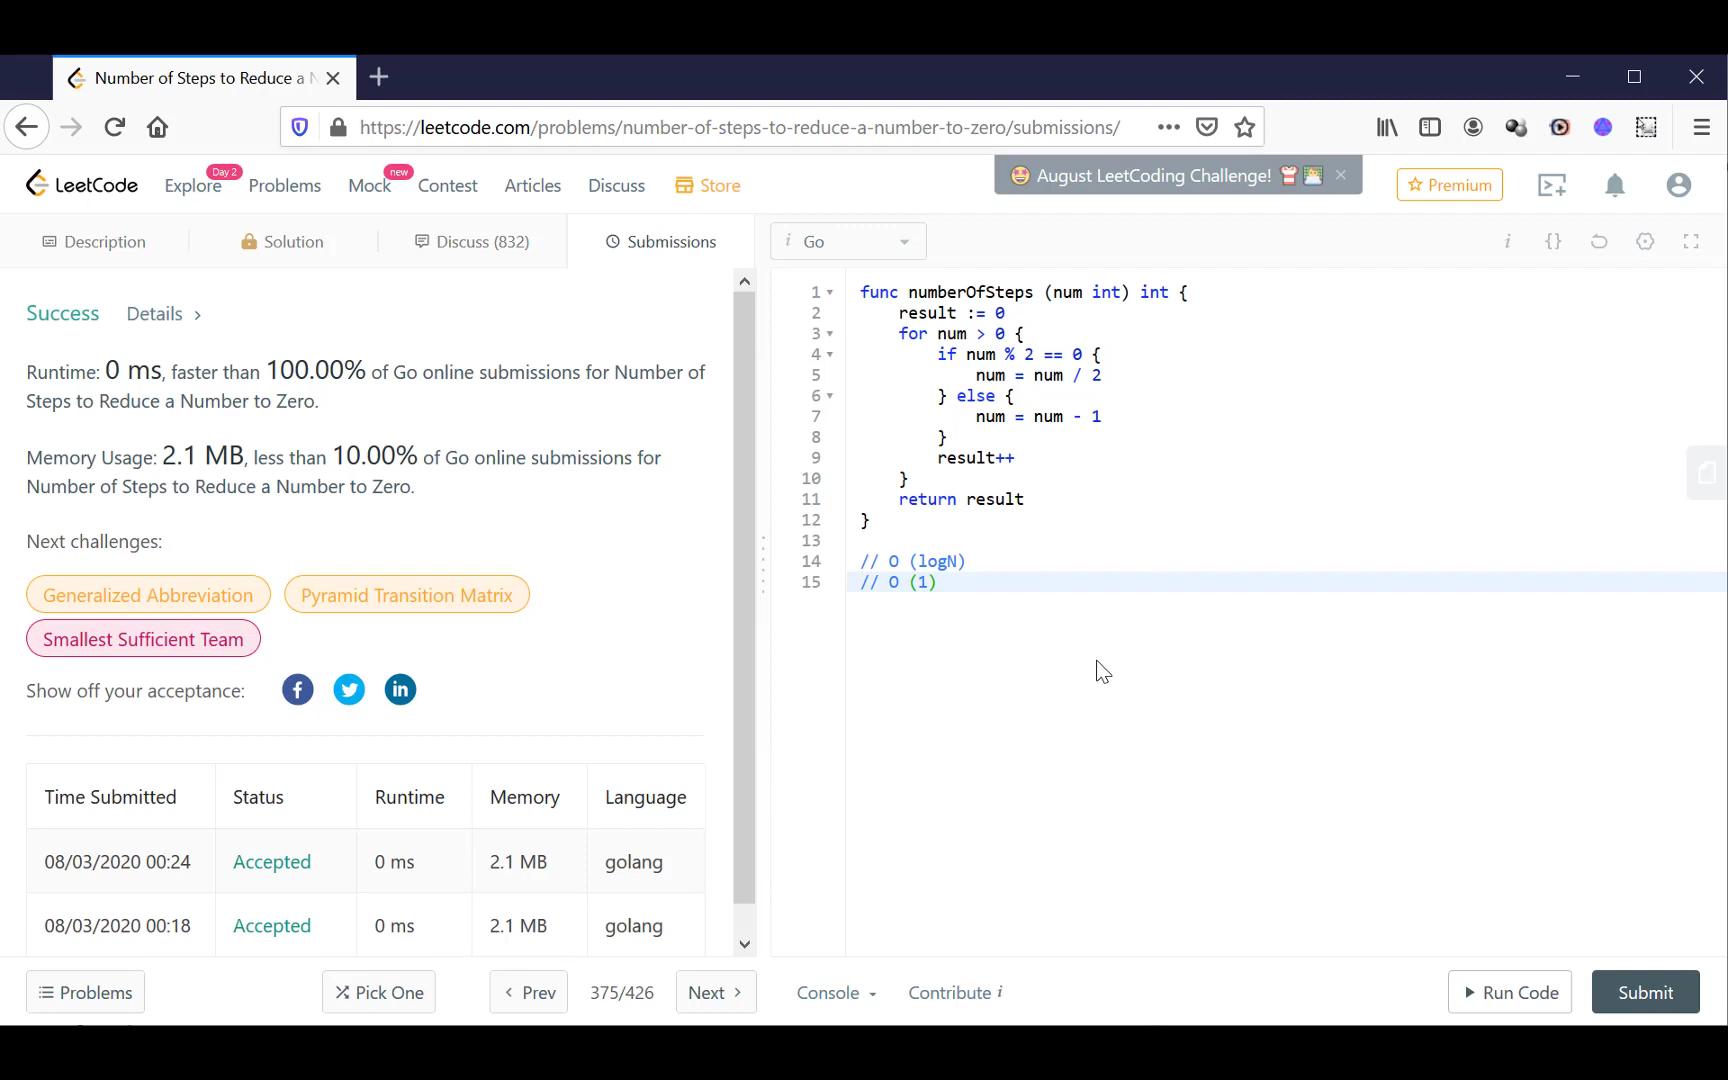 Number of Steps to Reduce a N
https://leetcode.com/problems/number-of-steps-to-reduce-a-number-to-zero/submissions/
LeetCode
Explore
Day 2
Problems
Mock
new
Contest
Articles
Discuss
Store
August LeetCoding Challenge!
Premium
Description
Solution
Discuss (832)
Submissions
i Go
Success
Details
Runtime: 0 ms, faster than 100.00% of Go online submissions for Number of
Steps to Reduce a Number to Zero.
Memory Usage: 2.1 MB, less than 10.00% of Go online submissions for
Number of Steps to Reduce a Number to Zero.
Next challenges:
Generalized Abbreviation
Pyramid Transition Matrix
Smallest Sufficient Team
Show off your acceptance:
Time Submitted Status Runtime Memory Language
08/03/2020 00:24 Accepted 0 ms 2.1 MB golang
08/03/2020 00:18 Accepted 0 ms 2.1 MB golang
1 func numberOfSteps (num int) int {
2 result := 0
3 for num > 0 {
4 if num % 2 == 0 {
5 num = num / 2
6 } else {
7 num = num - 1
8 }
9 result++
10 }
11 return result
12 }
13
14 // O (logN)
15 // O (1)
Problems
Pick One
Prev
375/426
Next
Console
Contribute i
Run Code
Submit